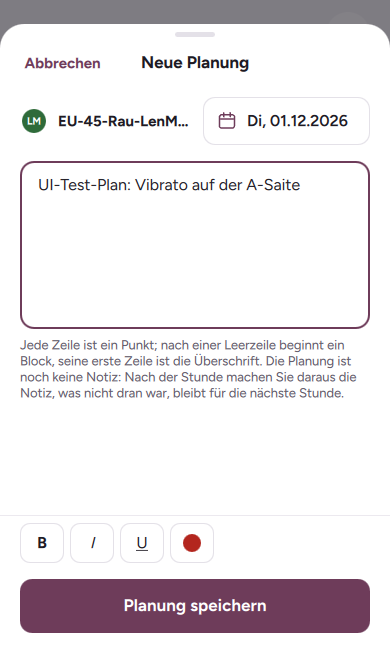 Abbrechen Neue Planung
LM EU-45-Rau-LenM... Di, 01.12.2026
UI-Test-Plan: Vibrato auf der A-Saite
Jede Zeile ist ein Punkt; nach einer Leerzeile beginnt ein
Block, seine erste Zeile ist die Überschrift. Die Planung ist
noch keine Notiz: Nach der Stunde machen Sie daraus die
Notiz, was nicht dran war, bleibt für die nächste Stunde.
B I U
Planung speichern